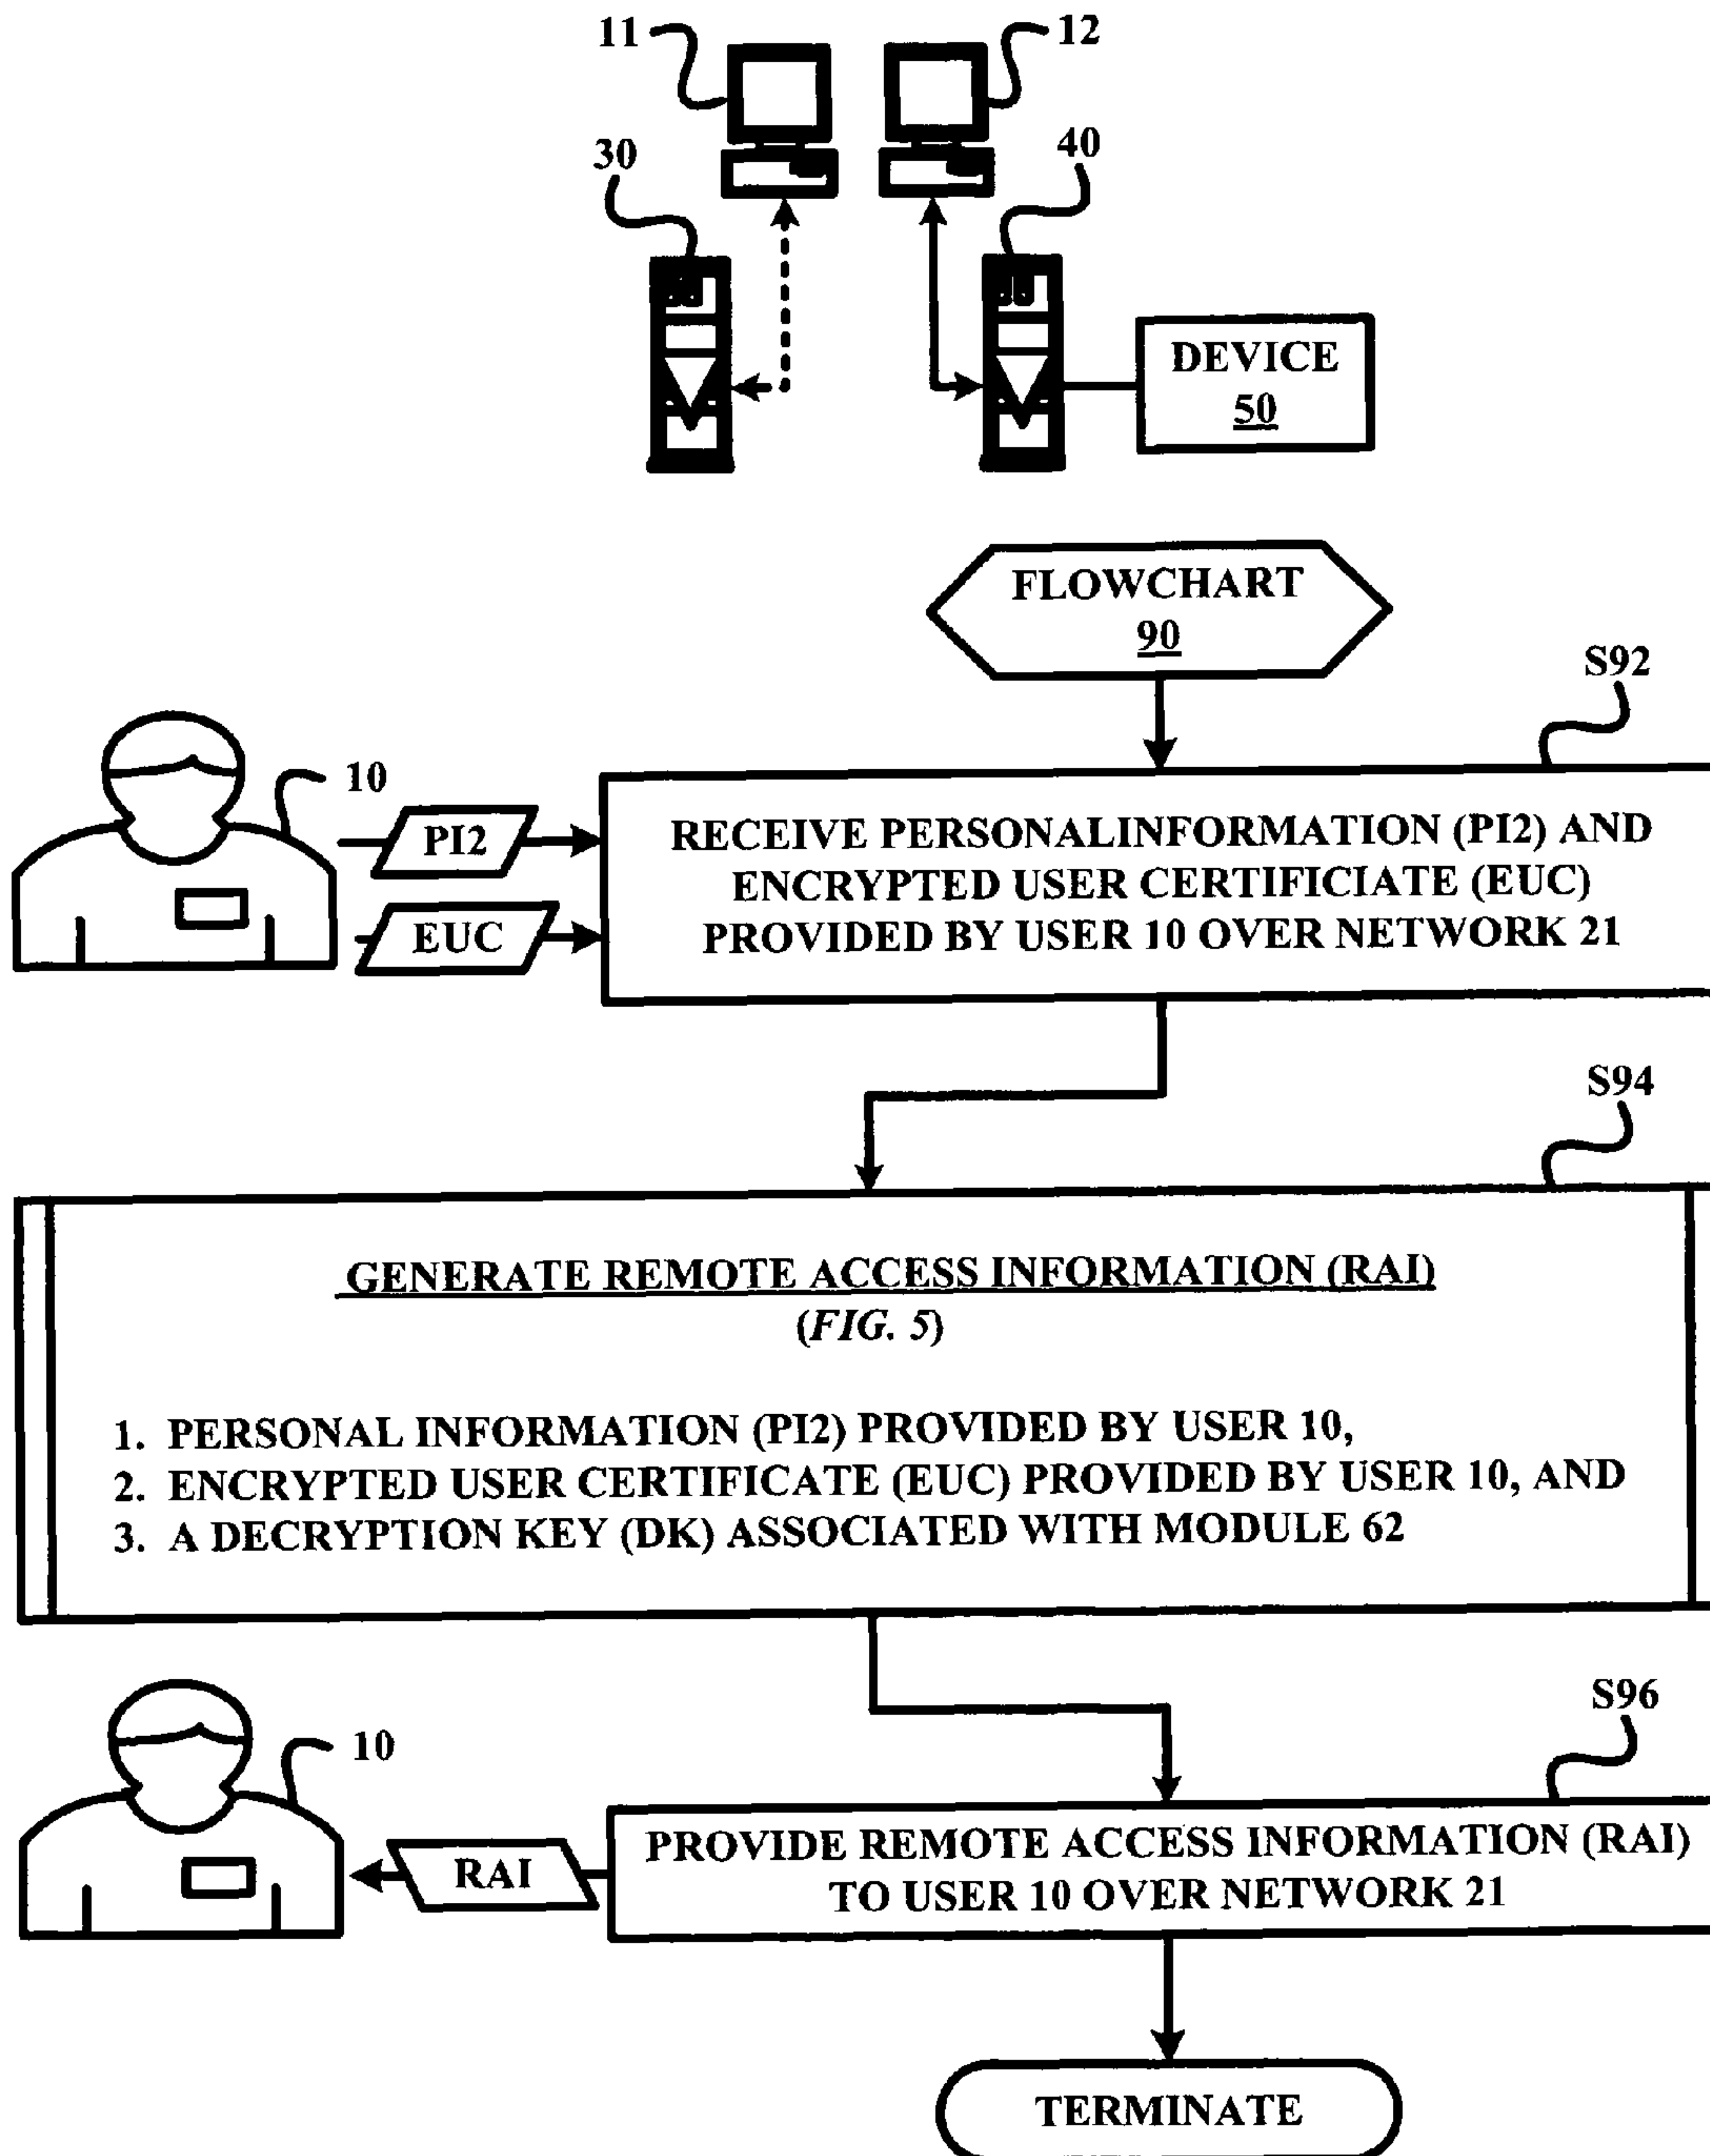 11
12
30
40
DEVICE
50
FLOWCHART
90
S92
10
PI2
EUC
RECEIVE PERSONALINFORMATION (PI2) AND
ENCRYPTED USER CERTIFICIATE (EUC)
PROVIDED BY USER 10 OVER NETWORK 21
S94
GENERATE REMOTE ACCESS INFORMATION (RAI)
(FIG. 5)
1. PERSONAL INFORMATION (PI2) PROVIDED BY USER 10,
2. ENCRYPTED USER CERTIFICATE (EUC) PROVIDED BY USER 10, AND
3. A DECRYPTION KEY (DK) ASSOCIATED WITH MODULE 62
S96
10
RAI
PROVIDE REMOTE ACCESS INFORMATION (RAI)
TO USER 10 OVER NETWORK 21
TERMINATE